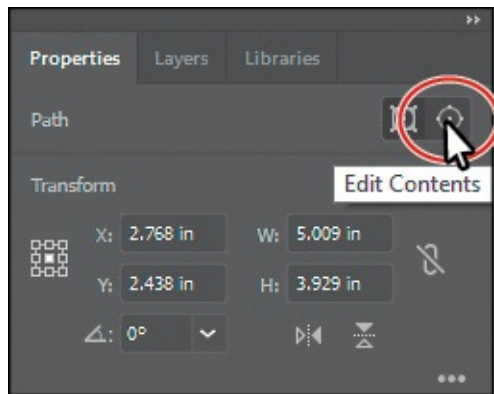 Properties Layers Libraries
Path
Edit Contents
Transform
X: 2.768 in W: 5.009 in
Y: 2.438 in H: 3.929 in
0°